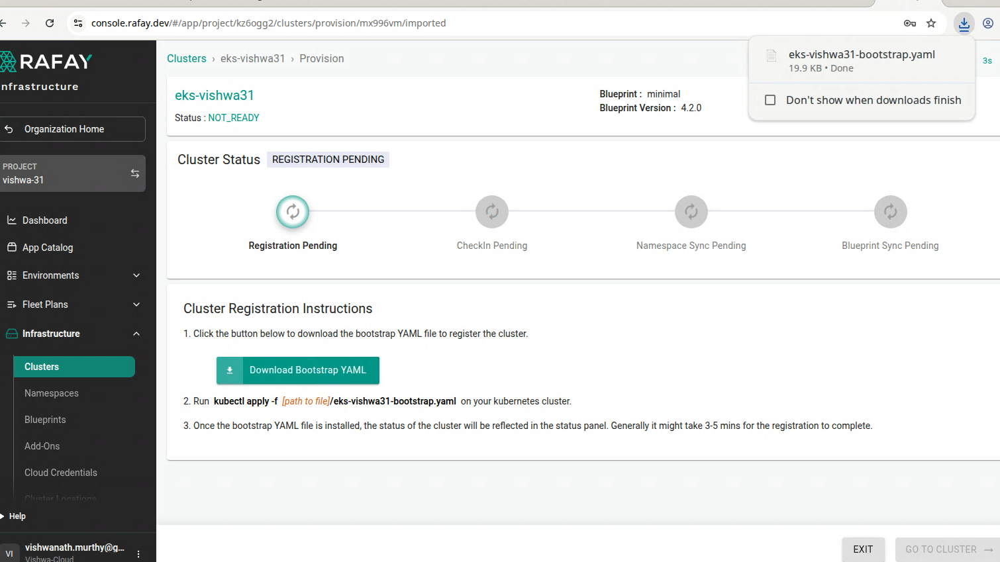 console.rafay.dev/#/app/project/kz6ogg2/clusters/provision/mx996vm/imported
eks-vishwa31-bootstrap.yaml
19.9 KB • Done
Don't show when downloads finish
3s
RAFAY
nfrastructure
Organization Home
PROJECT
vishwa-31
Dashboard
App Catalog
Environments
Fleet Plans
Infrastructure
Clusters
Namespaces
Blueprints
Add-Ons
Cloud Credentials
Cluster Locations
Help
VI
vishwanath.murthy@g...
Vishwa-Cloud
Clusters › eks-vishwa31 › Provision
eks-vishwa31
Status : NOT_READY
Blueprint : minimal
Blueprint Version : 4.2.0
Cluster Status REGISTRATION PENDING
Registration Pending
CheckIn Pending
Namespace Sync Pending
Blueprint Sync Pending
Cluster Registration Instructions
1. Click the button below to download the bootstrap YAML file to register the cluster.
Download Bootstrap YAML
2. Run kubectl apply -f [path to file]/eks-vishwa31-bootstrap.yaml on your kubernetes cluster.
3. Once the bootstrap YAML file is installed, the status of the cluster will be reflected in the status panel. Generally it might take 3-5 mins for the registration to complete.
EXIT
GO TO CLUSTER →